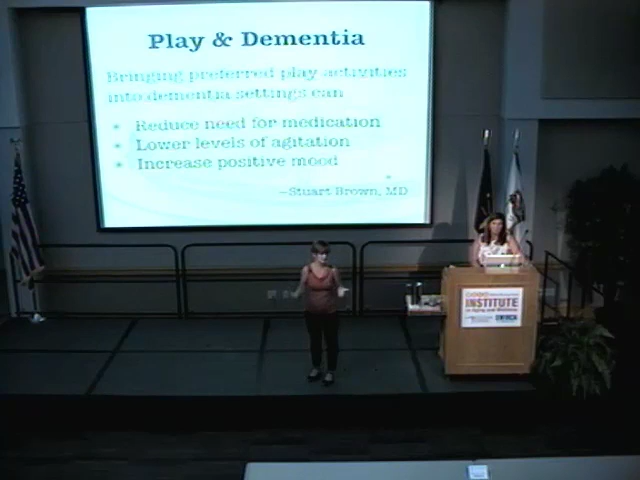 Play & Dementia
Bringing preferred play activities
into dementia settings can
Reduce need for medication
Lower levels of agitation
Increase positive mood
—Stuart Brown, MD
INSTITUTE